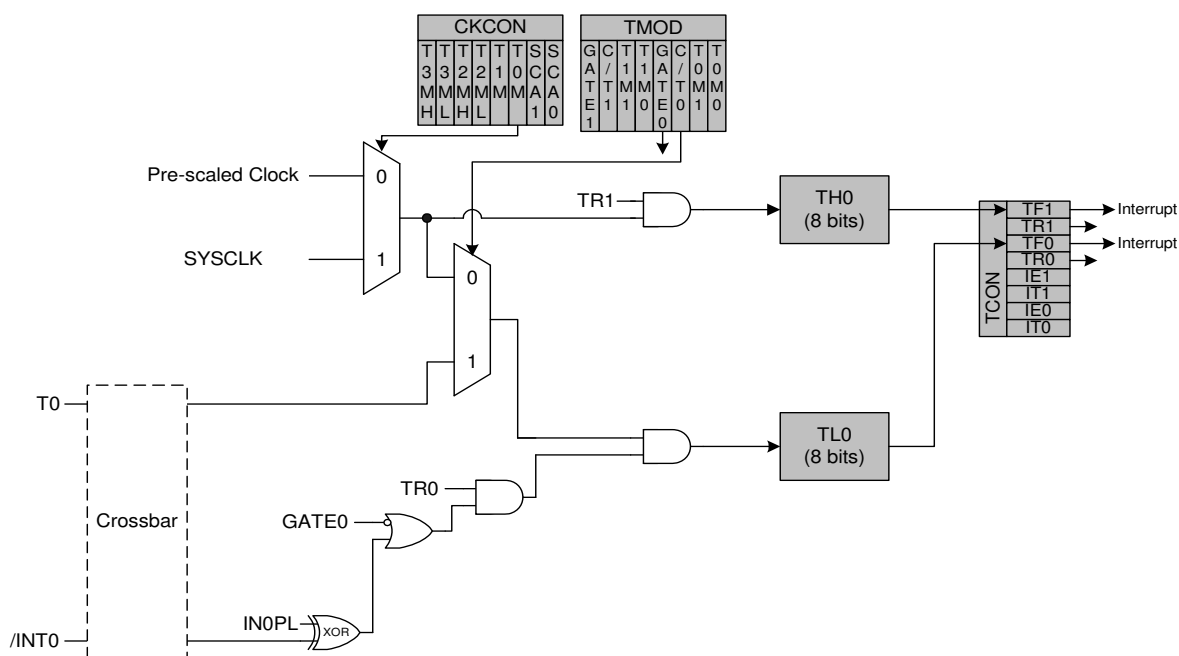 CKCON
T3MH T3ML T2MH T2ML T1M T0M SCA1 SCA0
TMOD
GATE1 C/T1 T1M1 T1M0 GATE0 C/T0 T0M1 T0M0
Pre-scaled Clock
0
SYSCLK
1
TR1
TH0
(8 bits)
TCON
TF1
TR1
TF0
TR0
IE1
IT1
IE0
IT0
Interrupt
Interrupt
0
1
T0
Crossbar
/INT0
TL0
(8 bits)
TR0
GATE0
IN0PL
XOR